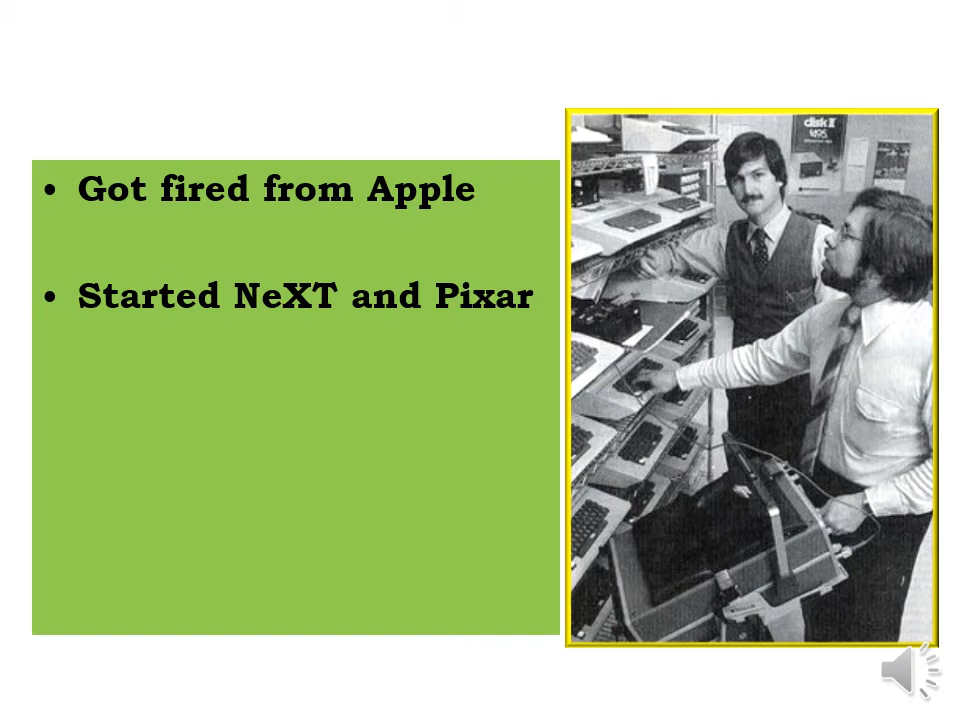 • Got fired from Apple
• Started NeXT and Pixar
disk II